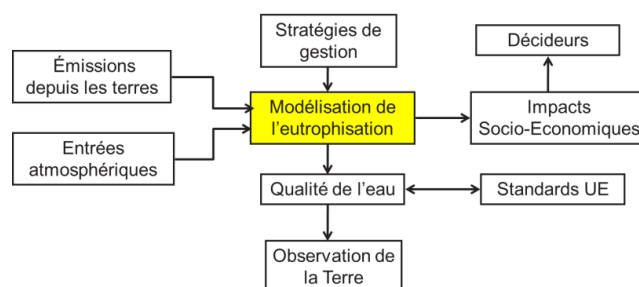 Stratégies de
gestion
Décideurs
Émissions
depuis les terres
Modélisation de
l'eutrophisation
Impacts
Socio-Economiques
Entrées
atmosphériques
Qualité de l'eau
Standards UE
Observation de
la Terre